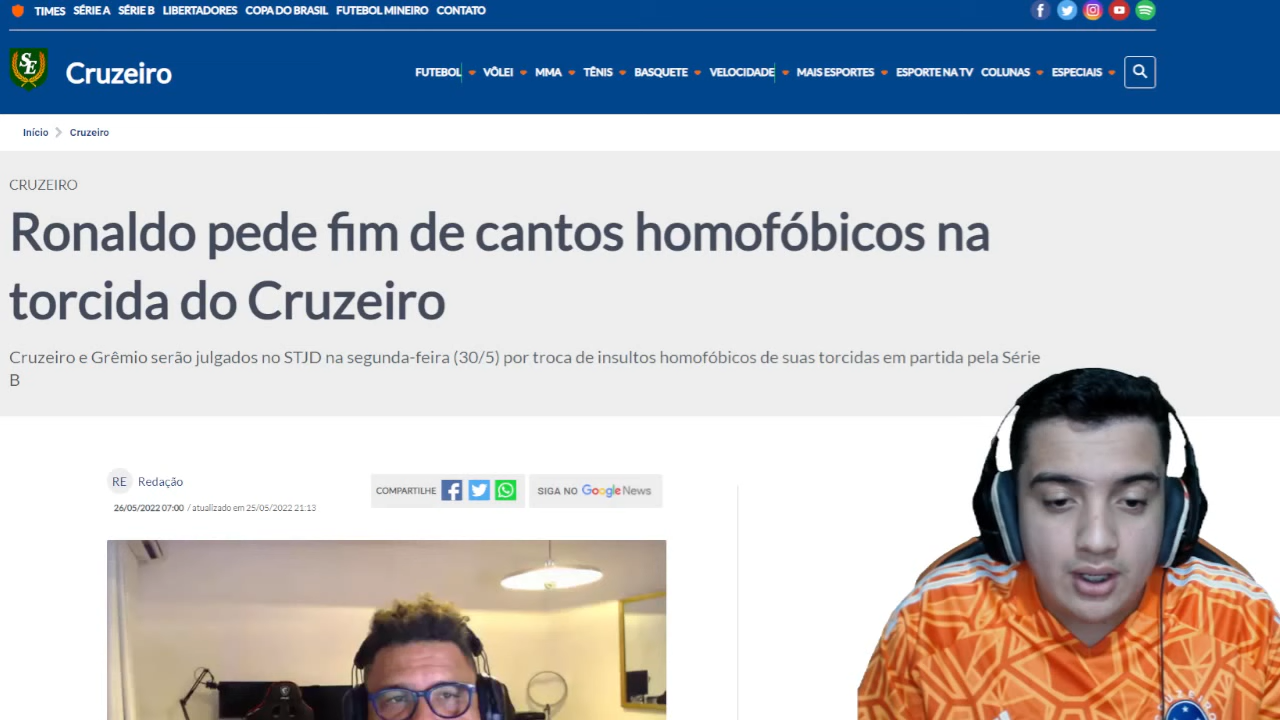 TIMES SÉRIE A SÉRIE B LIBERTADORES COPA DO BRASIL FUTEBOL MINEIRO CONTATO
SE
Cruzeiro
FUTEBOL VÔLEI MMA TÊNIS BASQUETE VELOCIDADE MAIS ESPORTES ESPORTE NA TV COLUNAS ESPECIAIS
Início Cruzeiro
CRUZEIRO
Ronaldo pede fim de cantos homofóbicos na
torcida do Cruzeiro
Cruzeiro e Grêmio serão julgados no STJD na segunda-feira (30/5) por troca de insultos homofóbicos de suas torcidas em partida pela Série
B
RE Redação
COMPARTILHE
SIGA NO Google News
26/05/2022 07:00 / atualizado em 25/05/2022 21:13